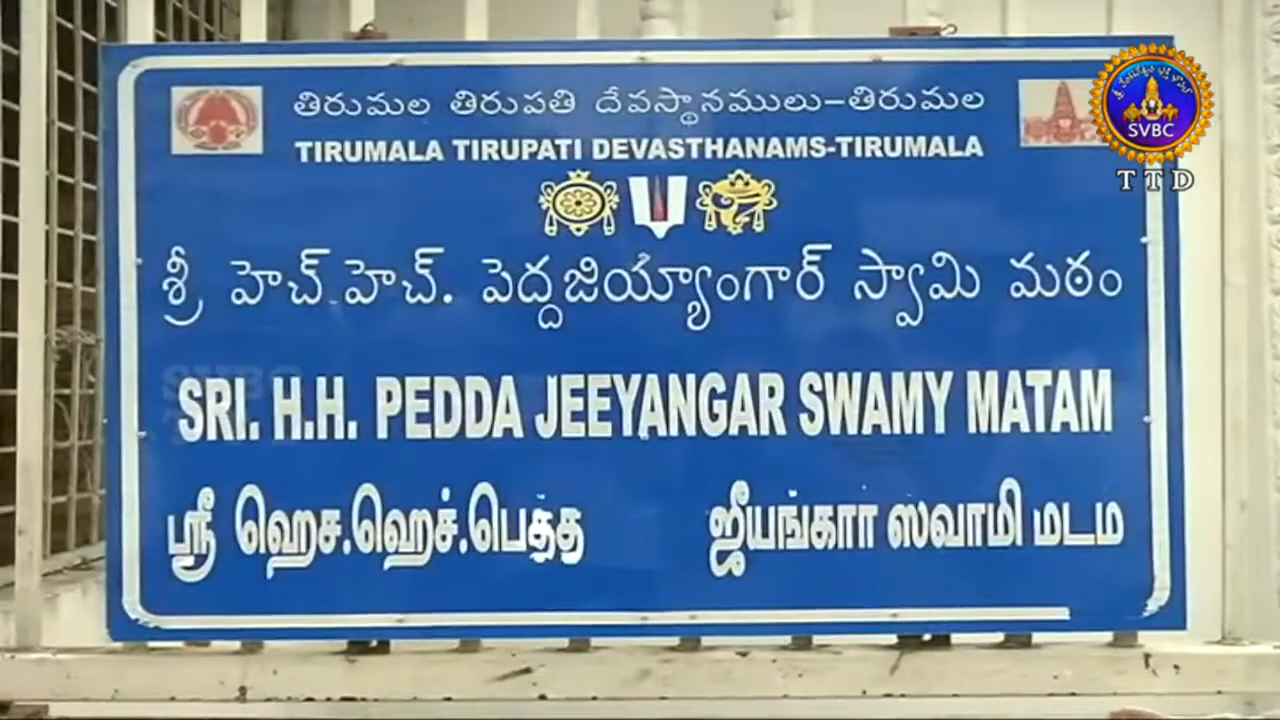 తిరుమల తిరుపతి దేవస్థానములు-తిరుమల
TIRUMALA TIRUPATI DEVASTHANAMS-TIRUMALA
శ్రీ హెచ్.హెచ్. పెద్దజియ్యాంగార్ స్వామి మఠం
SRI. H.H. PEDDA JEEYANGAR SWAMY MATAM
ஸ்ரீ ஹெச.ஹெச்.பெத்த ஜீயங்கார் ஸ்வாமி மடம
SVBC
TTD